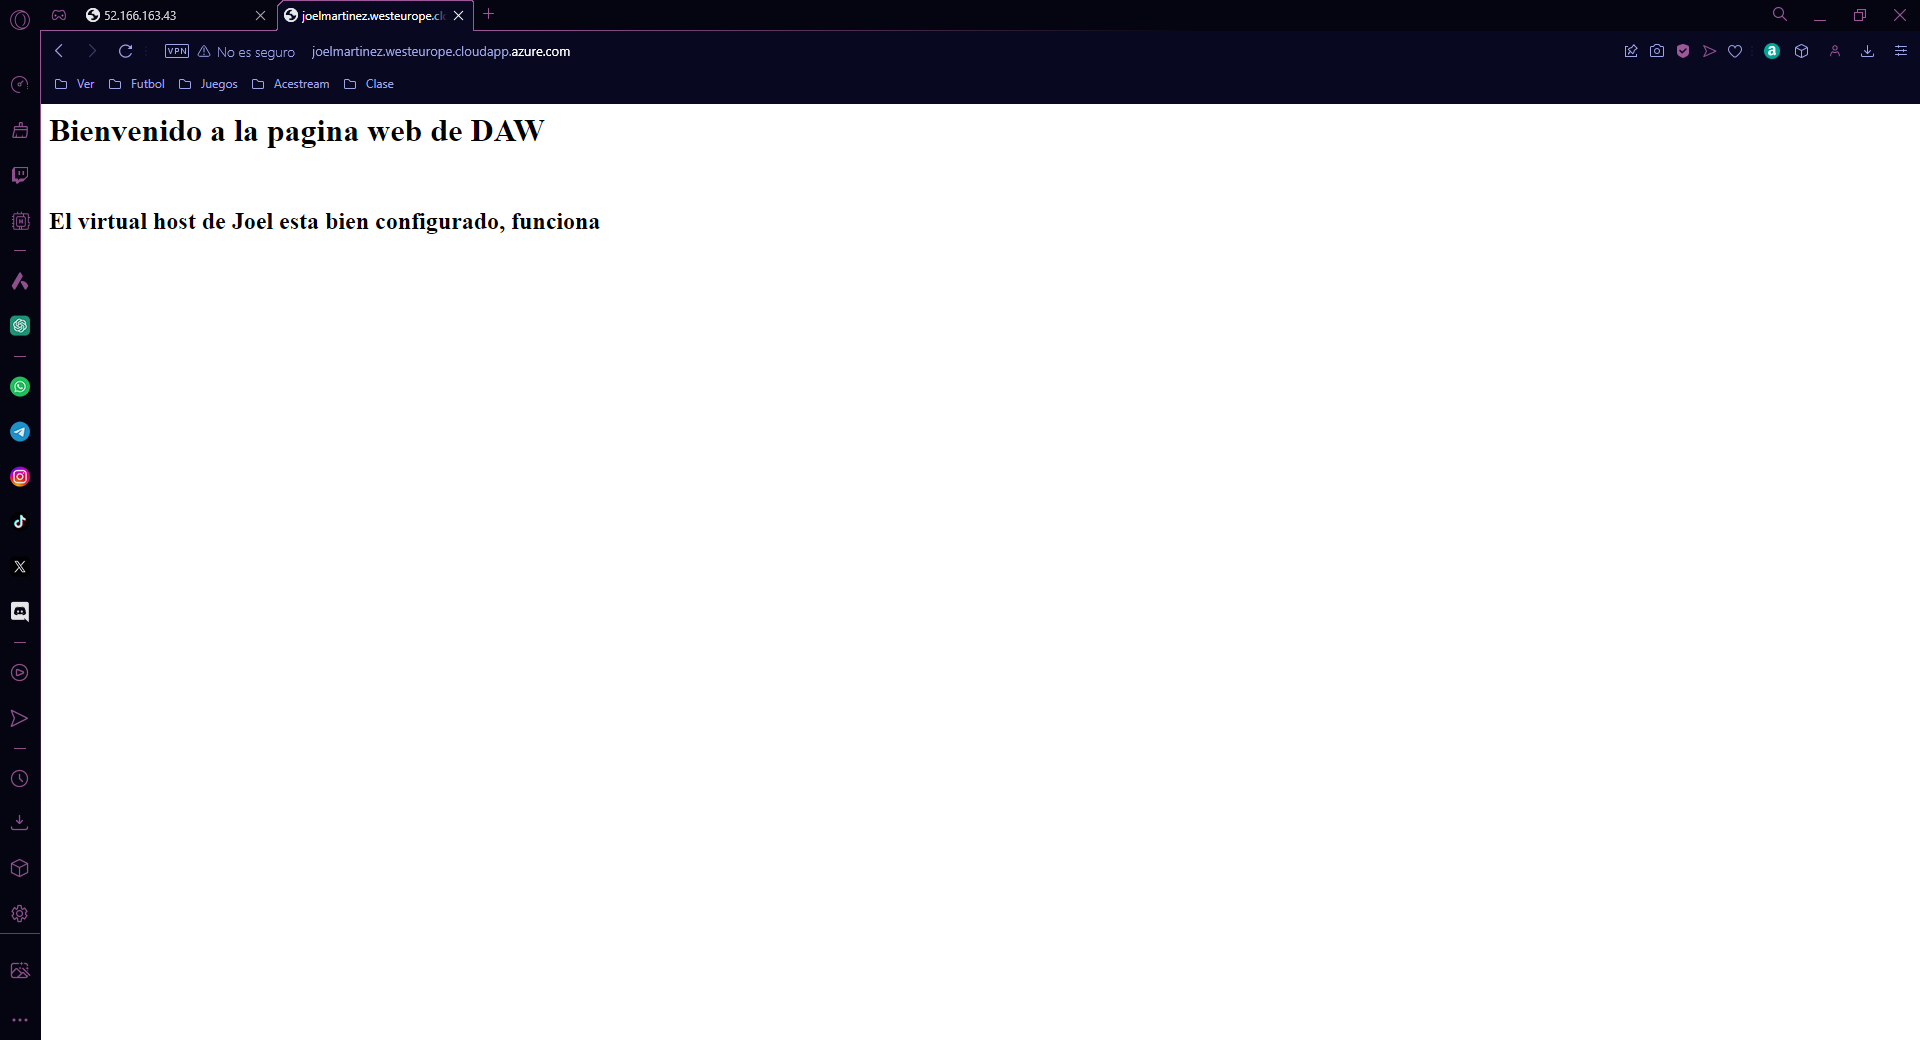 52.166.163.43
joelmartinez.westeurope.cl
VPN
No es seguro
joelmartinez.westeurope.cloudapp.azure.com
a
Ver
Futbol
Juegos
Acestream
Clase
Bienvenido a la pagina web de DAW
El virtual host de Joel esta bien configurado, funciona